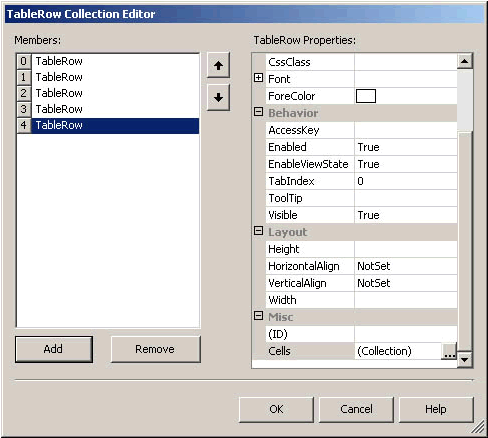 TableRow Collection Editor
Members:
0 TableRow
1 TableRow
2 TableRow
3 TableRow
4 TableRow
Add
Remove
TableRow Properties:
CssClass
Font
ForeColor
Behavior
AccessKey
Enabled True
EnableViewState True
TabIndex 0
ToolTip
Visible True
Layout
Height
HorizontalAlign NotSet
VerticalAlign NotSet
Width
Misc
(ID)
Cells (Collection) ...
OK
Cancel
Help